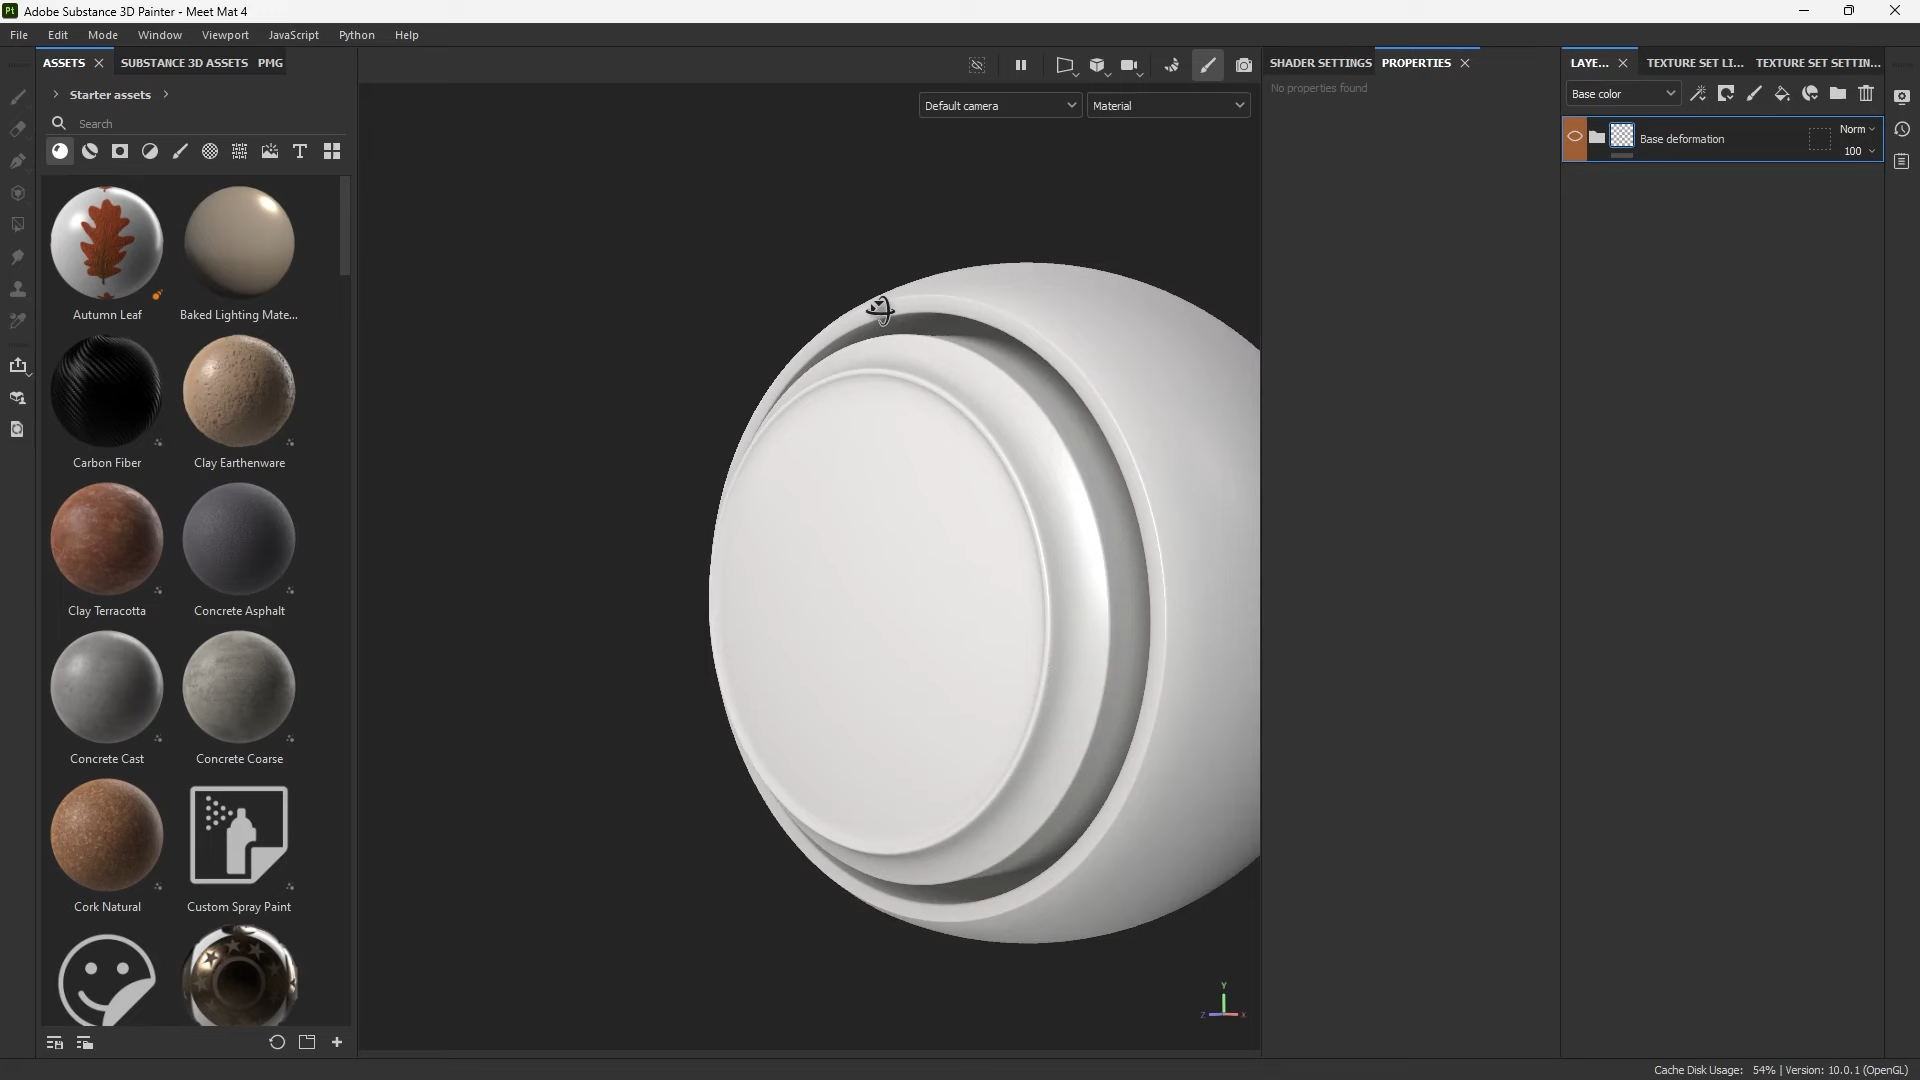 Pt Adobe Substance 3D Painter - Meet Mat 4
File Edit Mode Window Viewport JavaScript Python Help
ASSETS SUBSTANCE 3D ASSETS PMG
Starter assets
Search
Autumn Leaf Baked Lighting Mate...
Carbon Fiber Clay Earthenware
Clay Terracotta Concrete Asphalt
Concrete Cast Concrete Coarse
Cork Natural Custom Spray Paint
Default camera Material
Y
Z X
SHADER SETTINGS PROPERTIES
No properties found
LAYE... TEXTURE SET LI... TEXTURE SET SETTIN...
Base color
Base deformation
Norm
100
Cache Disk Usage: 54% | Version: 10.0.1 (OpenGL)